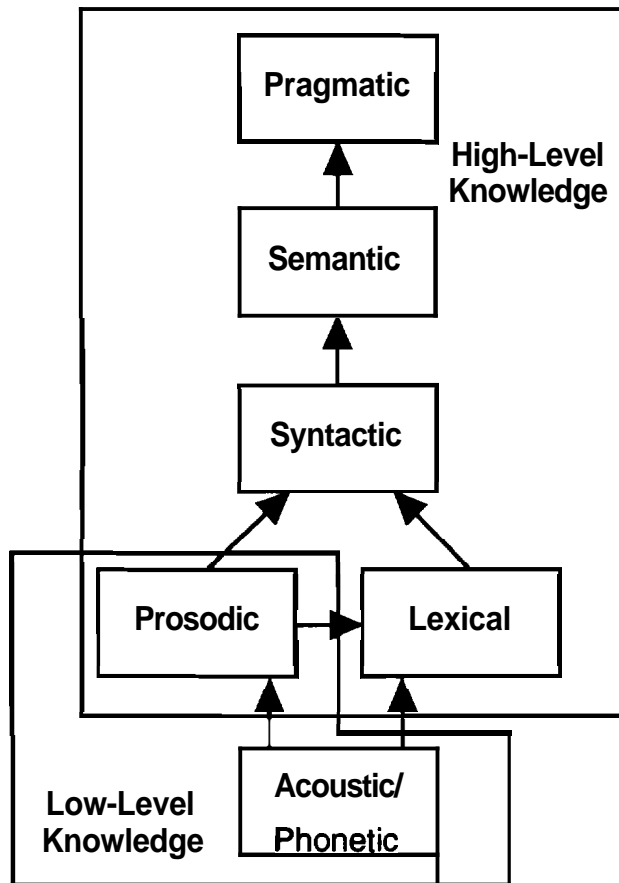 Pragmatic
High-Level
Knowledge
Semantic
Syntactic
Prosodic
Lexical
Acoustic/
Phonetic
Low-Level
Knowledge